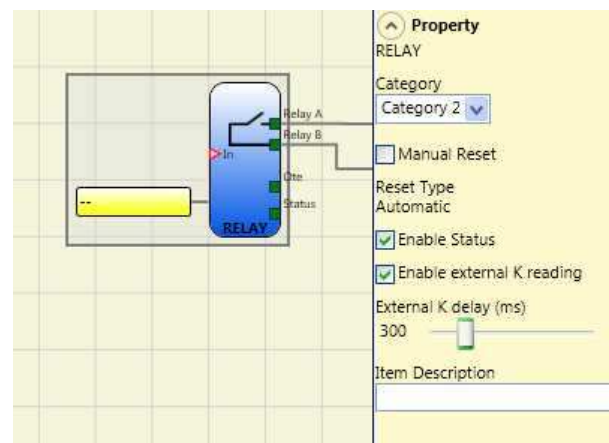 Relay A
Relay B
In
Ote
Status
--
RELAY
Property
RELAY
Category
Category 2
Manual Reset
Reset Type
Automatic
Enable Status
Enable external K reading
External K delay (ms)
300
Item Description